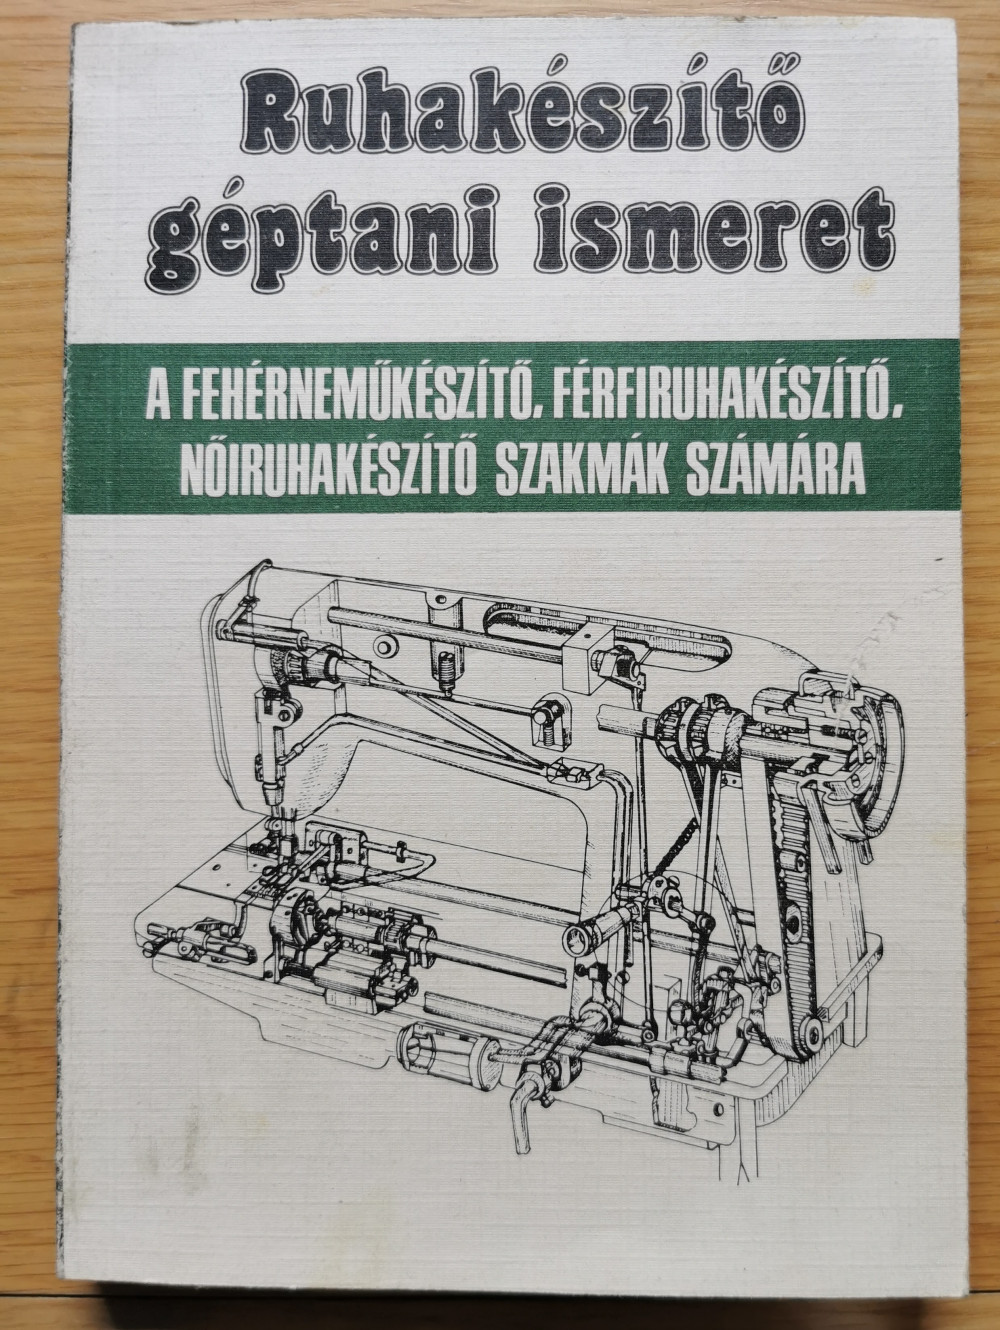 Ruhakészítő
géptani ismeret
A FEHÉRNEMŰKÉSZÍTŐ, FÉRFIRUHAKÉSZÍTŐ,
NŐIRUHAKÉSZÍTŐ SZAKMÁK SZÁMÁRA